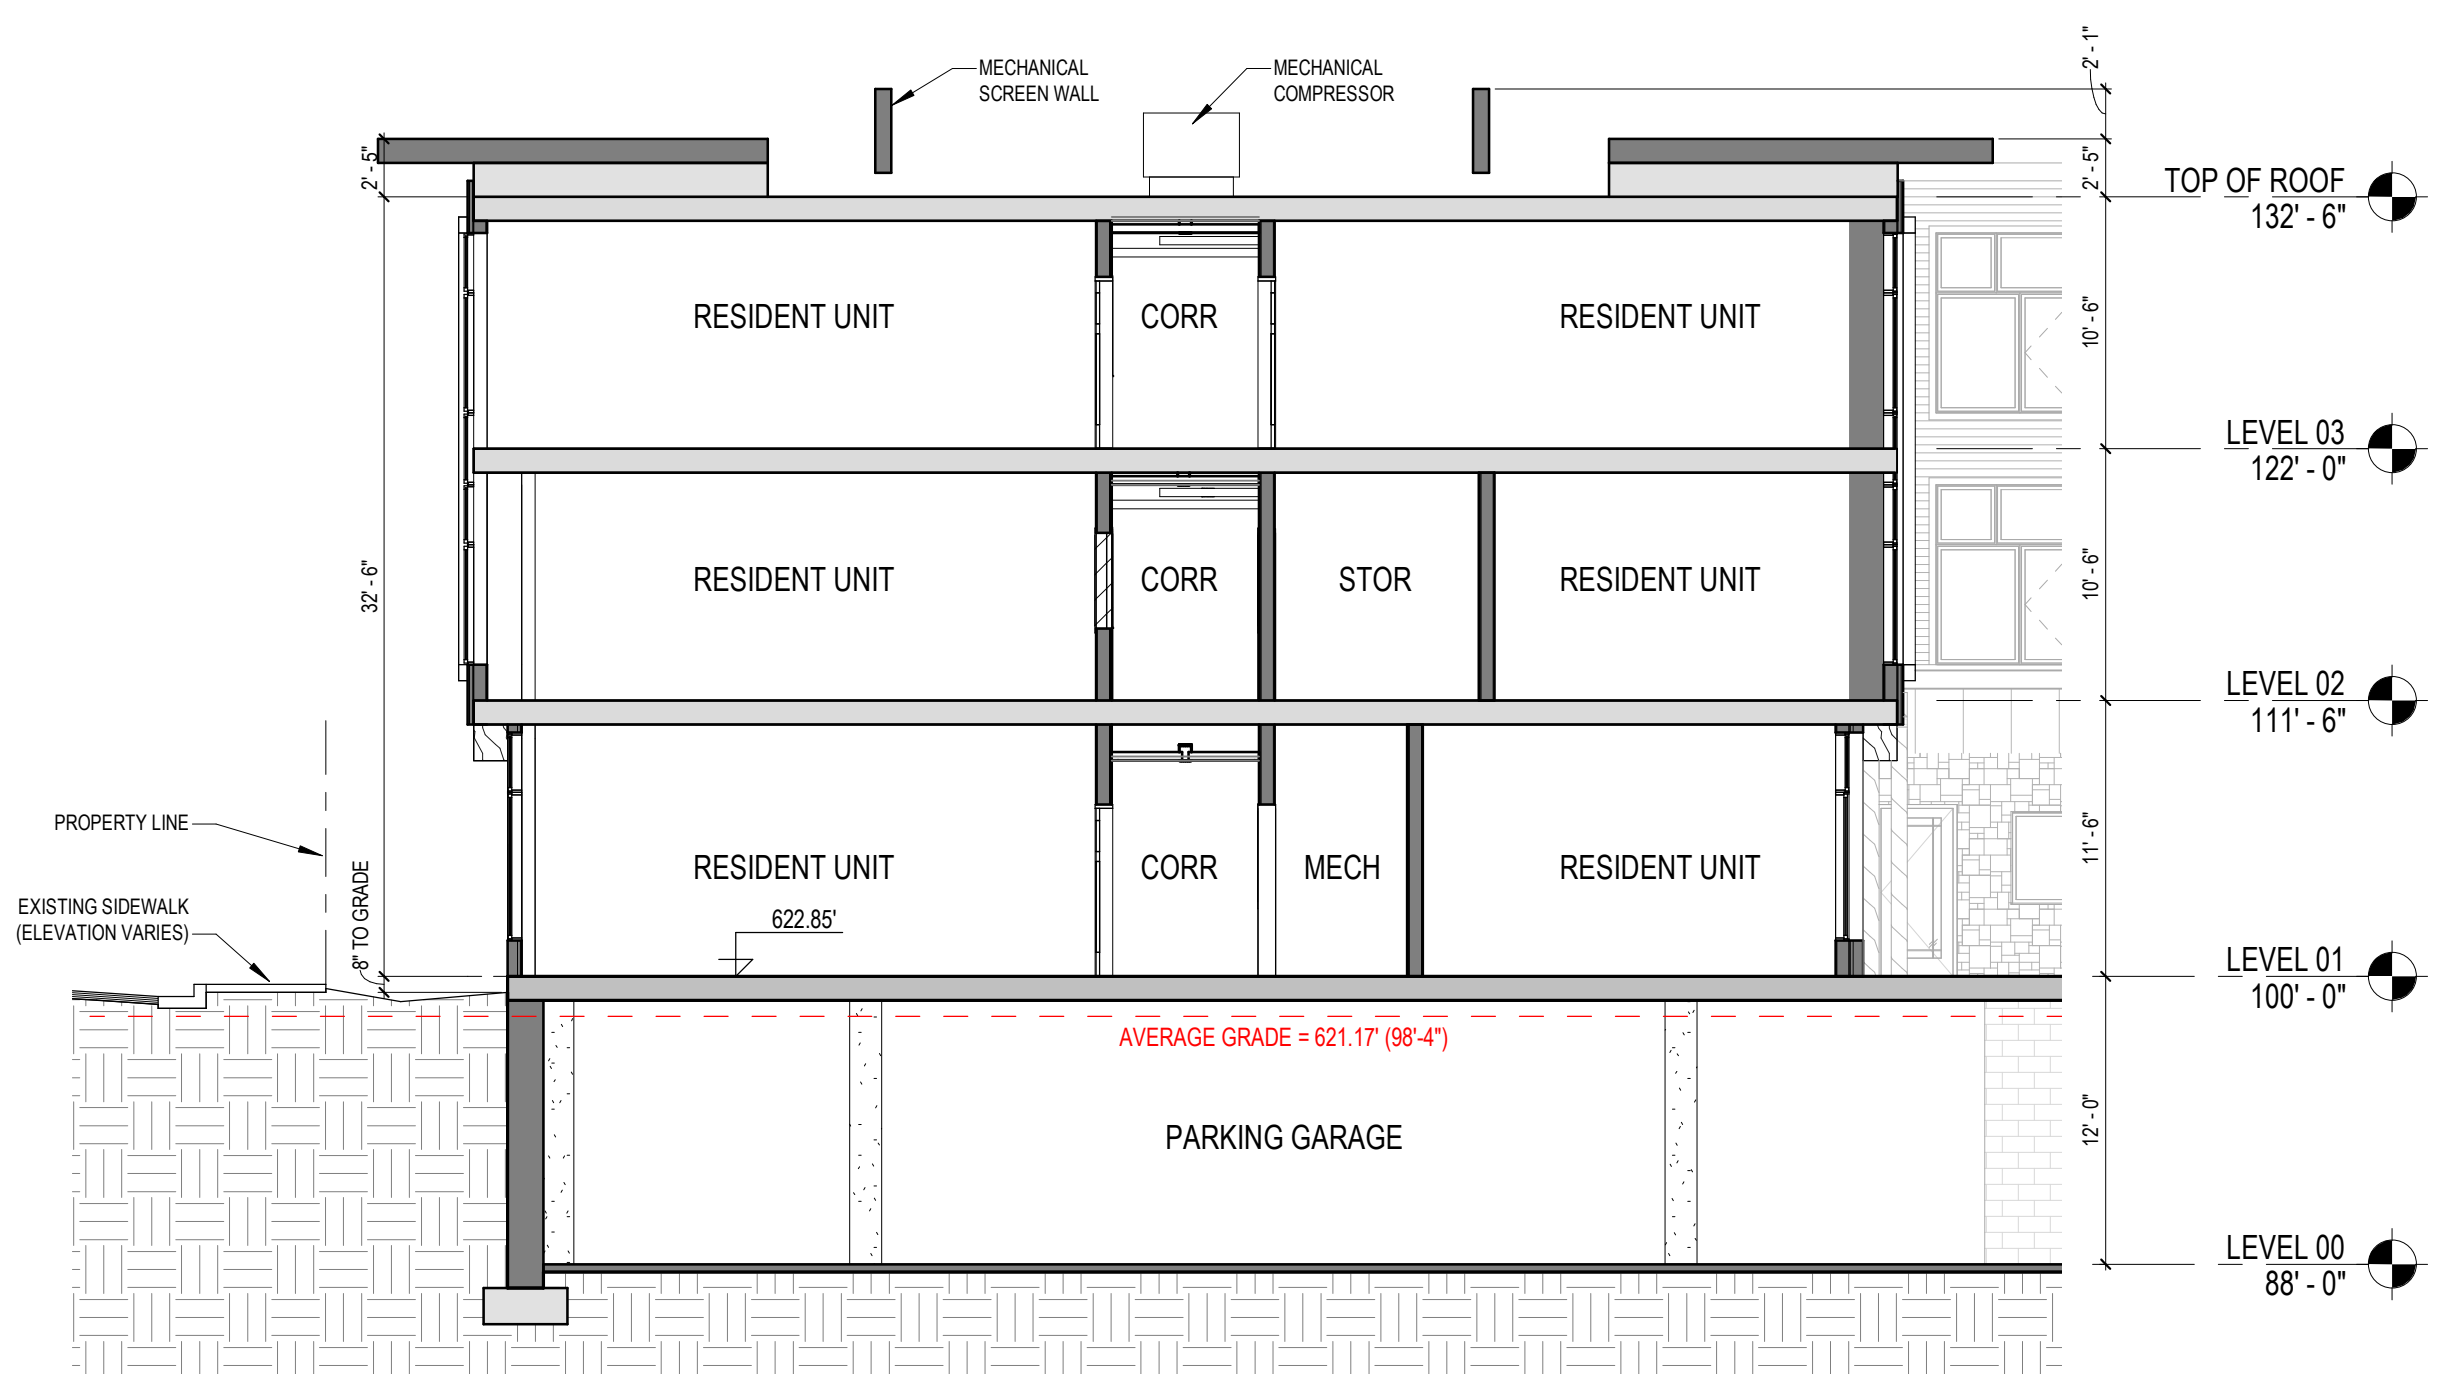 2' - 1"
MECHANICAL
SCREEN WALL
MECHANICAL
COMPRESSOR
2' - 5"
2' - 5"
TOP OF ROOF
132' - 6"
RESIDENT UNIT
CORR
RESIDENT UNIT
10' - 6"
LEVEL 03
122' - 0"
32' - 6"
RESIDENT UNIT
CORR
STOR
RESIDENT UNIT
10' - 6"
LEVEL 02
111' - 6"
PROPERTY LINE
8" TO GRADE
RESIDENT UNIT
CORR
MECH
RESIDENT UNIT
11' - 6"
EXISTING SIDEWALK
(ELEVATION VARIES)
622.85'
LEVEL 01
100' - 0"
AVERAGE GRADE = 621.17' (98'-4")
PARKING GARAGE
12' - 0"
LEVEL 00
88' - 0"